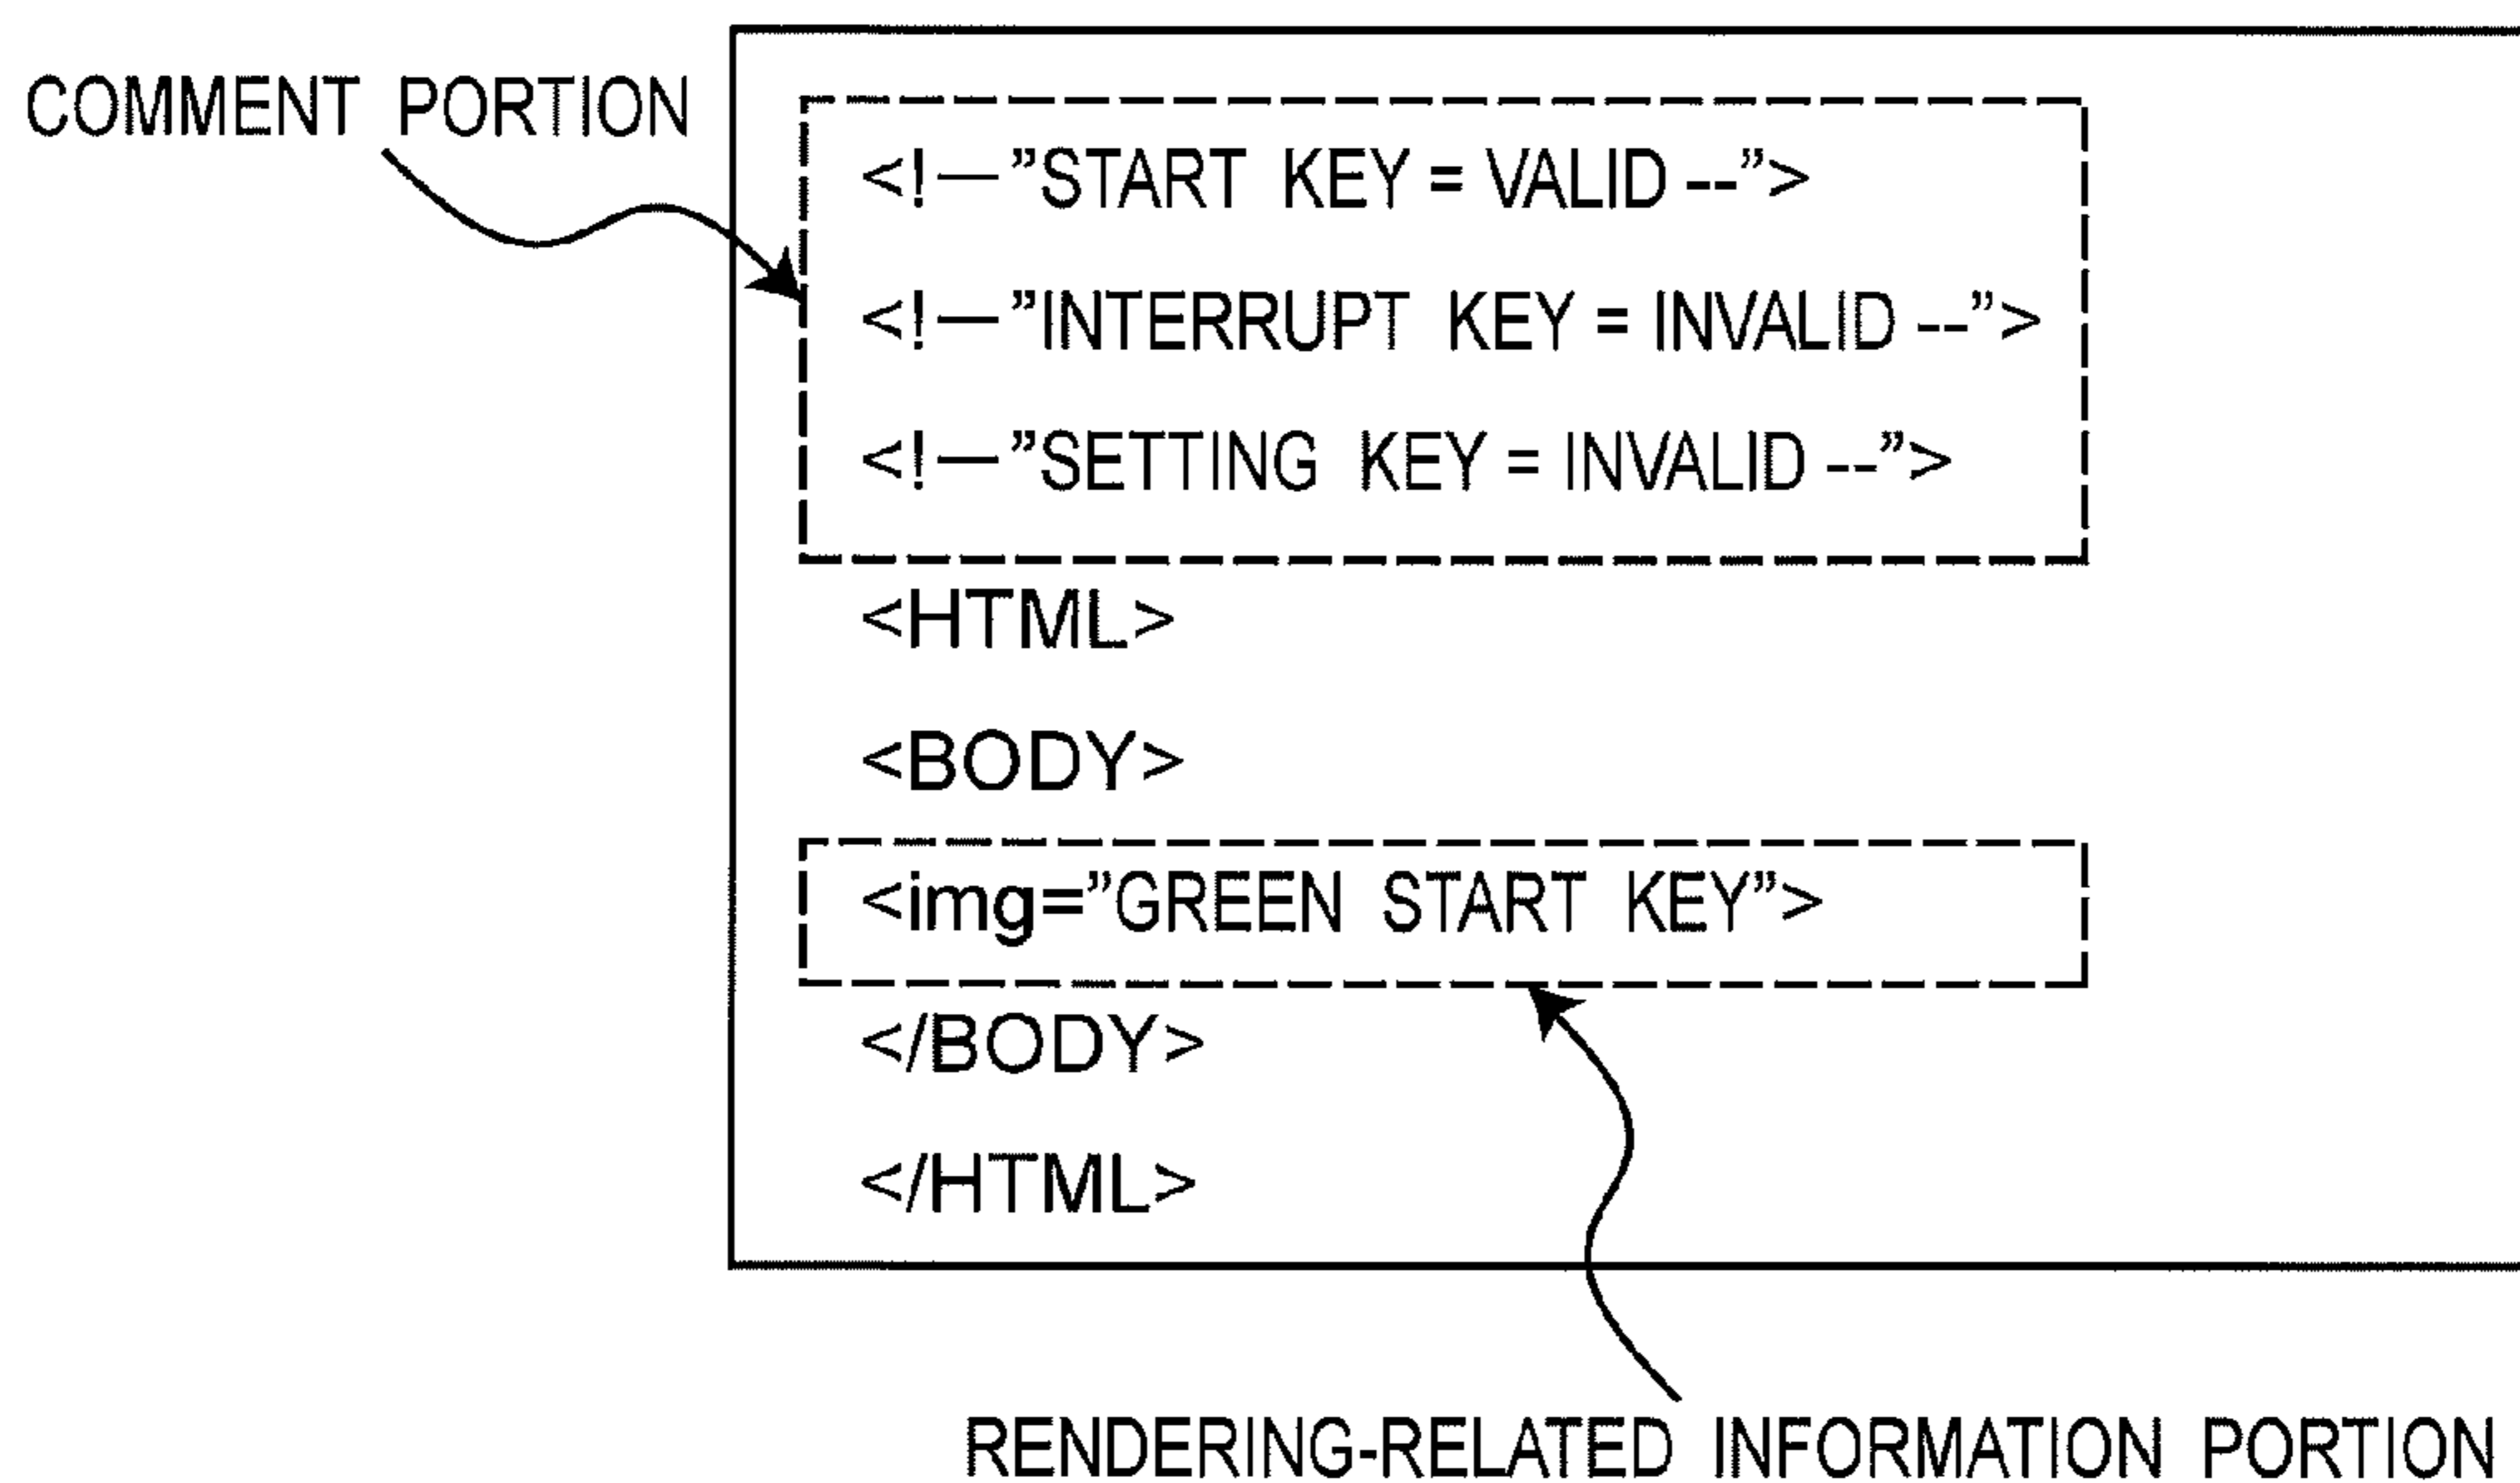 COMMENT PORTION
<!—”START KEY = VALID --”>
<!—”INTERRUPT KEY = INVALID --”>
<!—”SETTING KEY = INVALID --”>
<HTML>
<BODY>
<img=”GREEN START KEY”>
</BODY>
</HTML>
RENDERING-RELATED INFORMATION PORTION